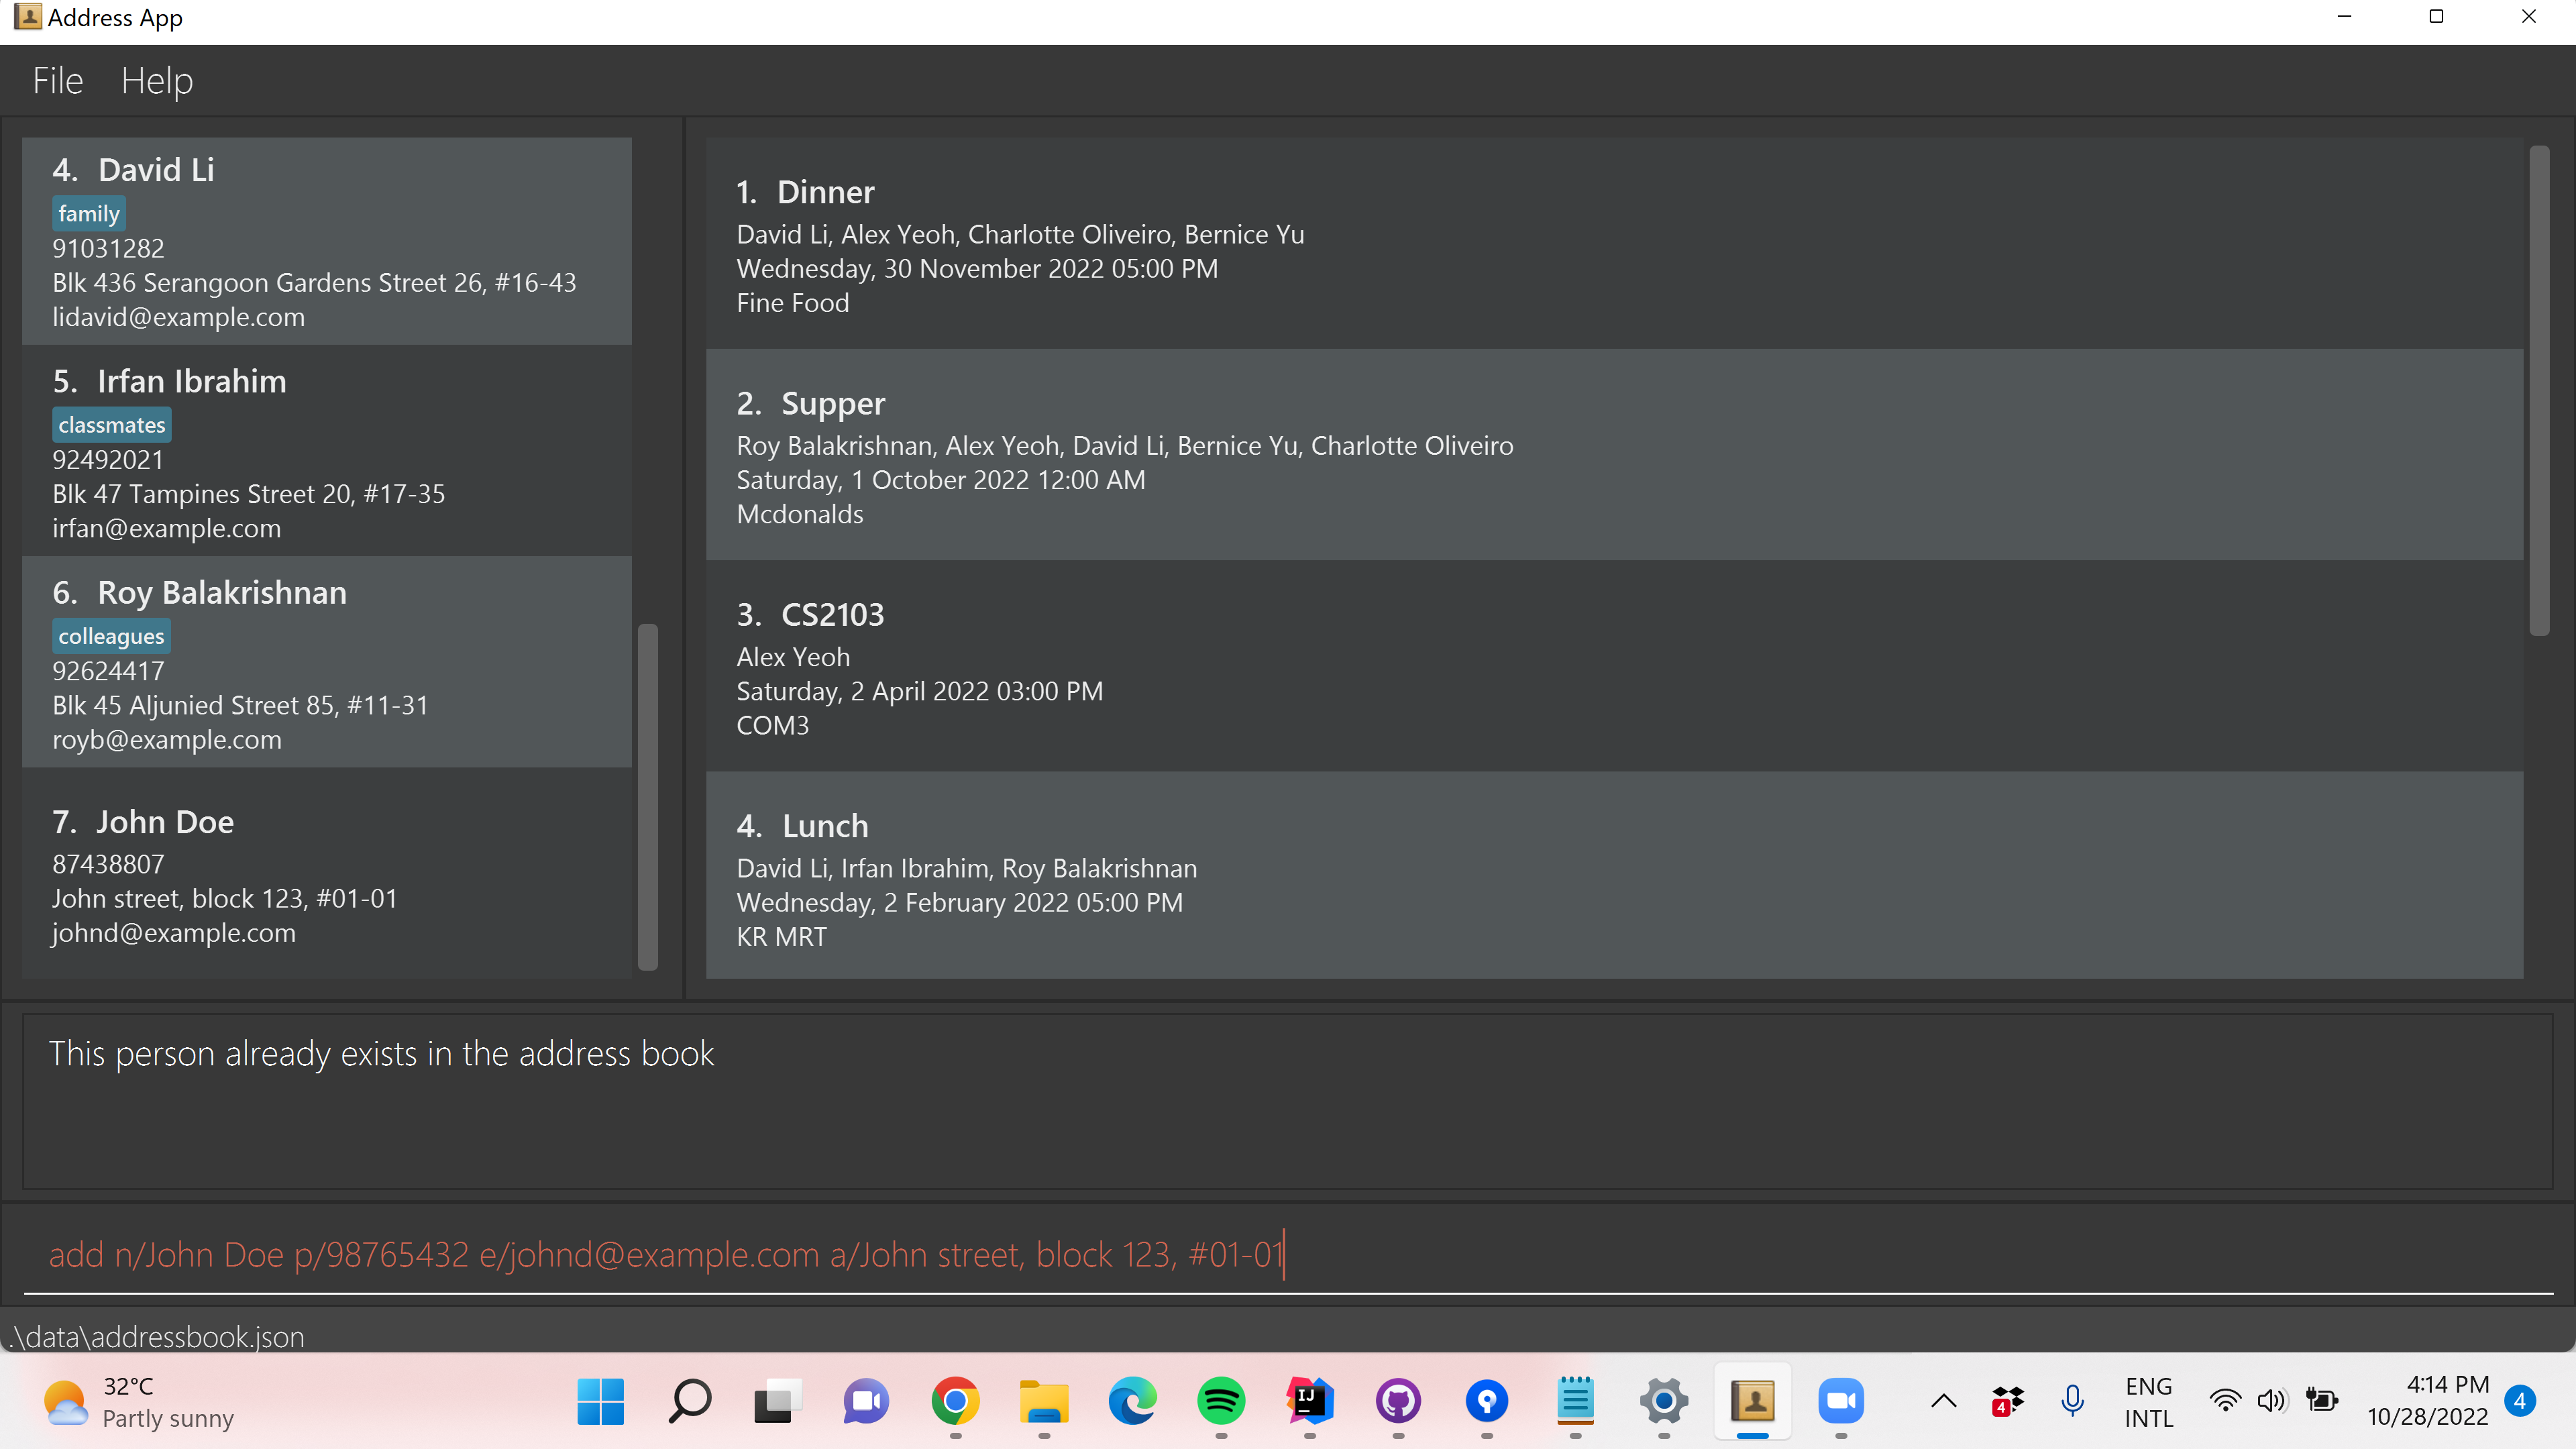 Address App
File Help
4. David Li
family
91031282
Blk 436 Serangoon Gardens Street 26, #16-43
lidavid@example.com
5. Irfan Ibrahim
classmates
92492021
Blk 47 Tampines Street 20, #17-35
irfan@example.com
6. Roy Balakrishnan
colleagues
92624417
Blk 45 Aljunied Street 85, #11-31
royb@example.com
7. John Doe
87438807
John street, block 123, #01-01
johnd@example.com
1. Dinner
David Li, Alex Yeoh, Charlotte Oliveiro, Bernice Yu
Wednesday, 30 November 2022 05:00 PM
Fine Food
2. Supper
Roy Balakrishnan, Alex Yeoh, David Li, Bernice Yu, Charlotte Oliveiro
Saturday, 1 October 2022 12:00 AM
Mcdonalds
3. CS2103
Alex Yeoh
Saturday, 2 April 2022 03:00 PM
COM3
4. Lunch
David Li, Irfan Ibrahim, Roy Balakrishnan
Wednesday, 2 February 2022 05:00 PM
KR MRT
This person already exists in the address book
add n/John Doe p/98765432 e/johnd@example.com a/John street, block 123, #01-01
.\data\addressbook.json
32°C
Partly sunny
IJ
4
ENG
INTL
4:14 PM
10/28/2022
4